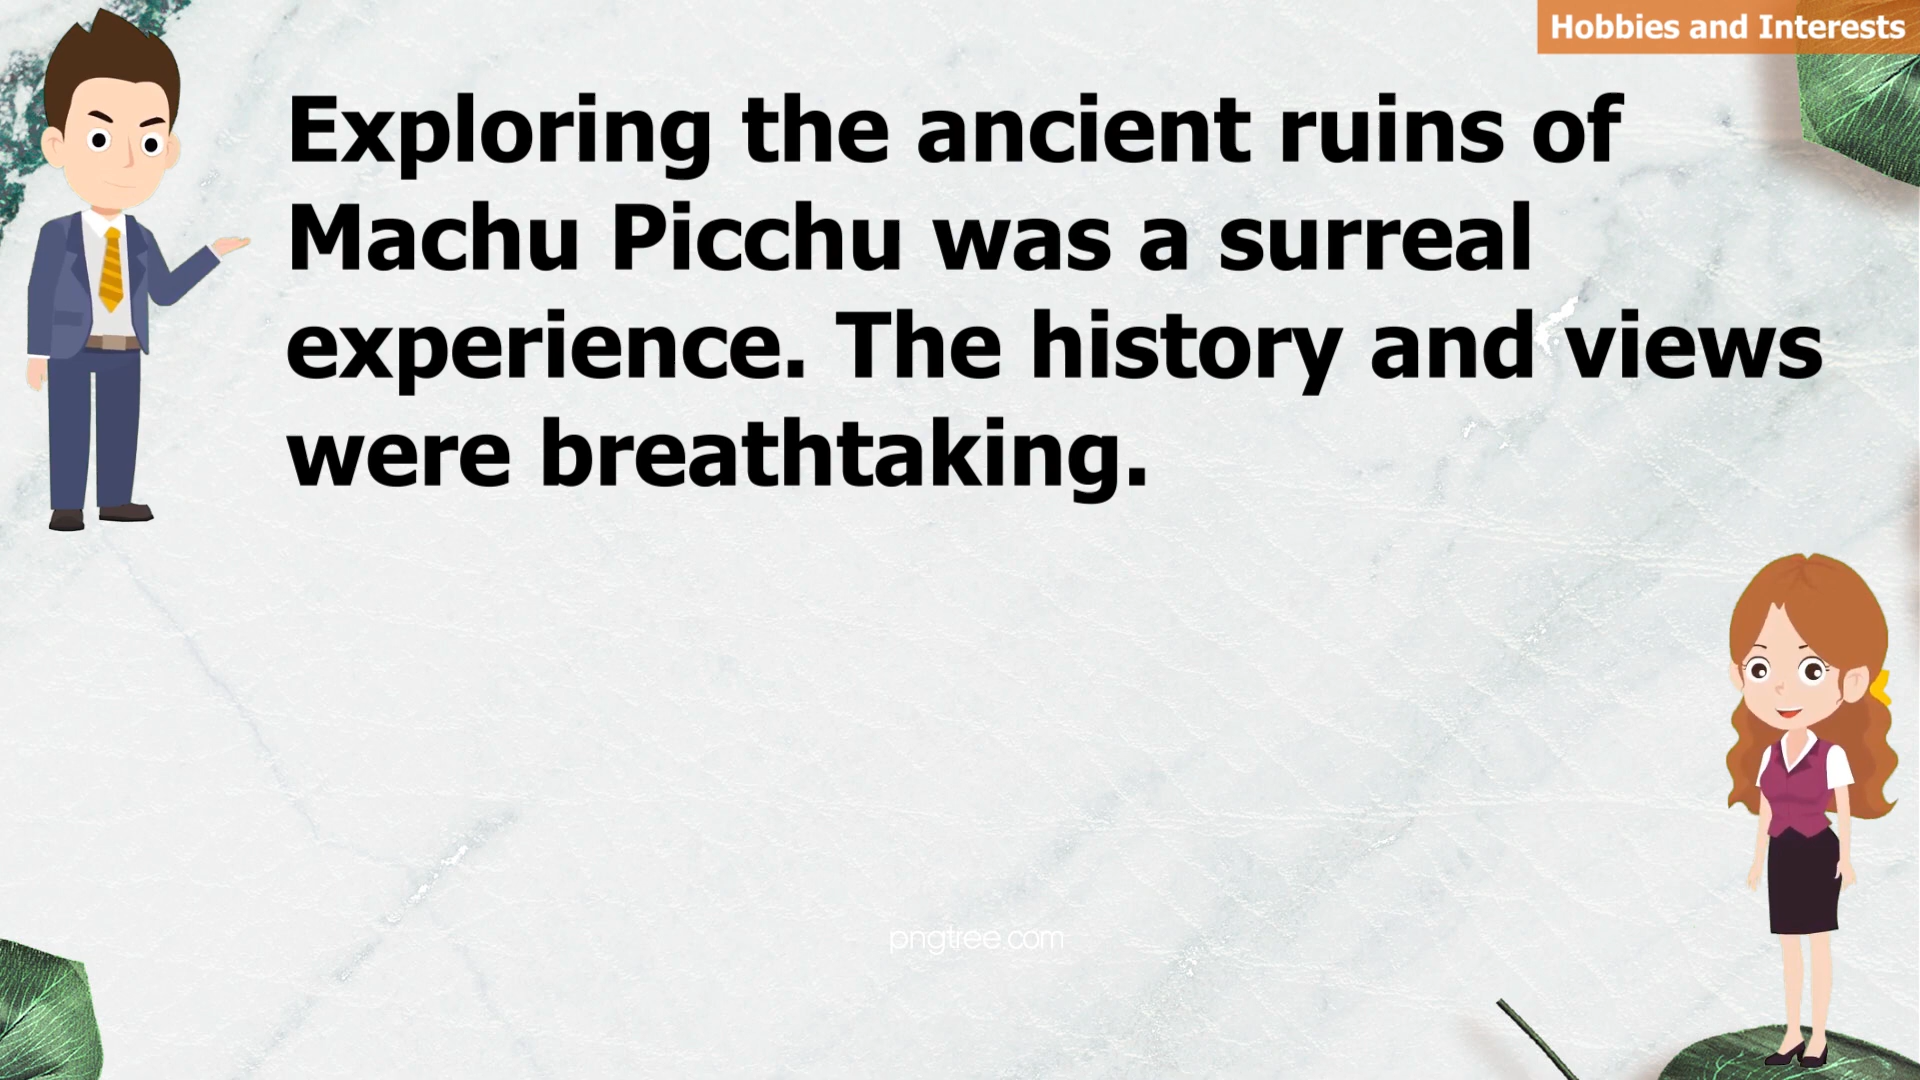 Hobbies and Interests
Exploring the ancient ruins of
Machu Picchu was a surreal
experience. The history and views
were breathtaking.
pngtree.com